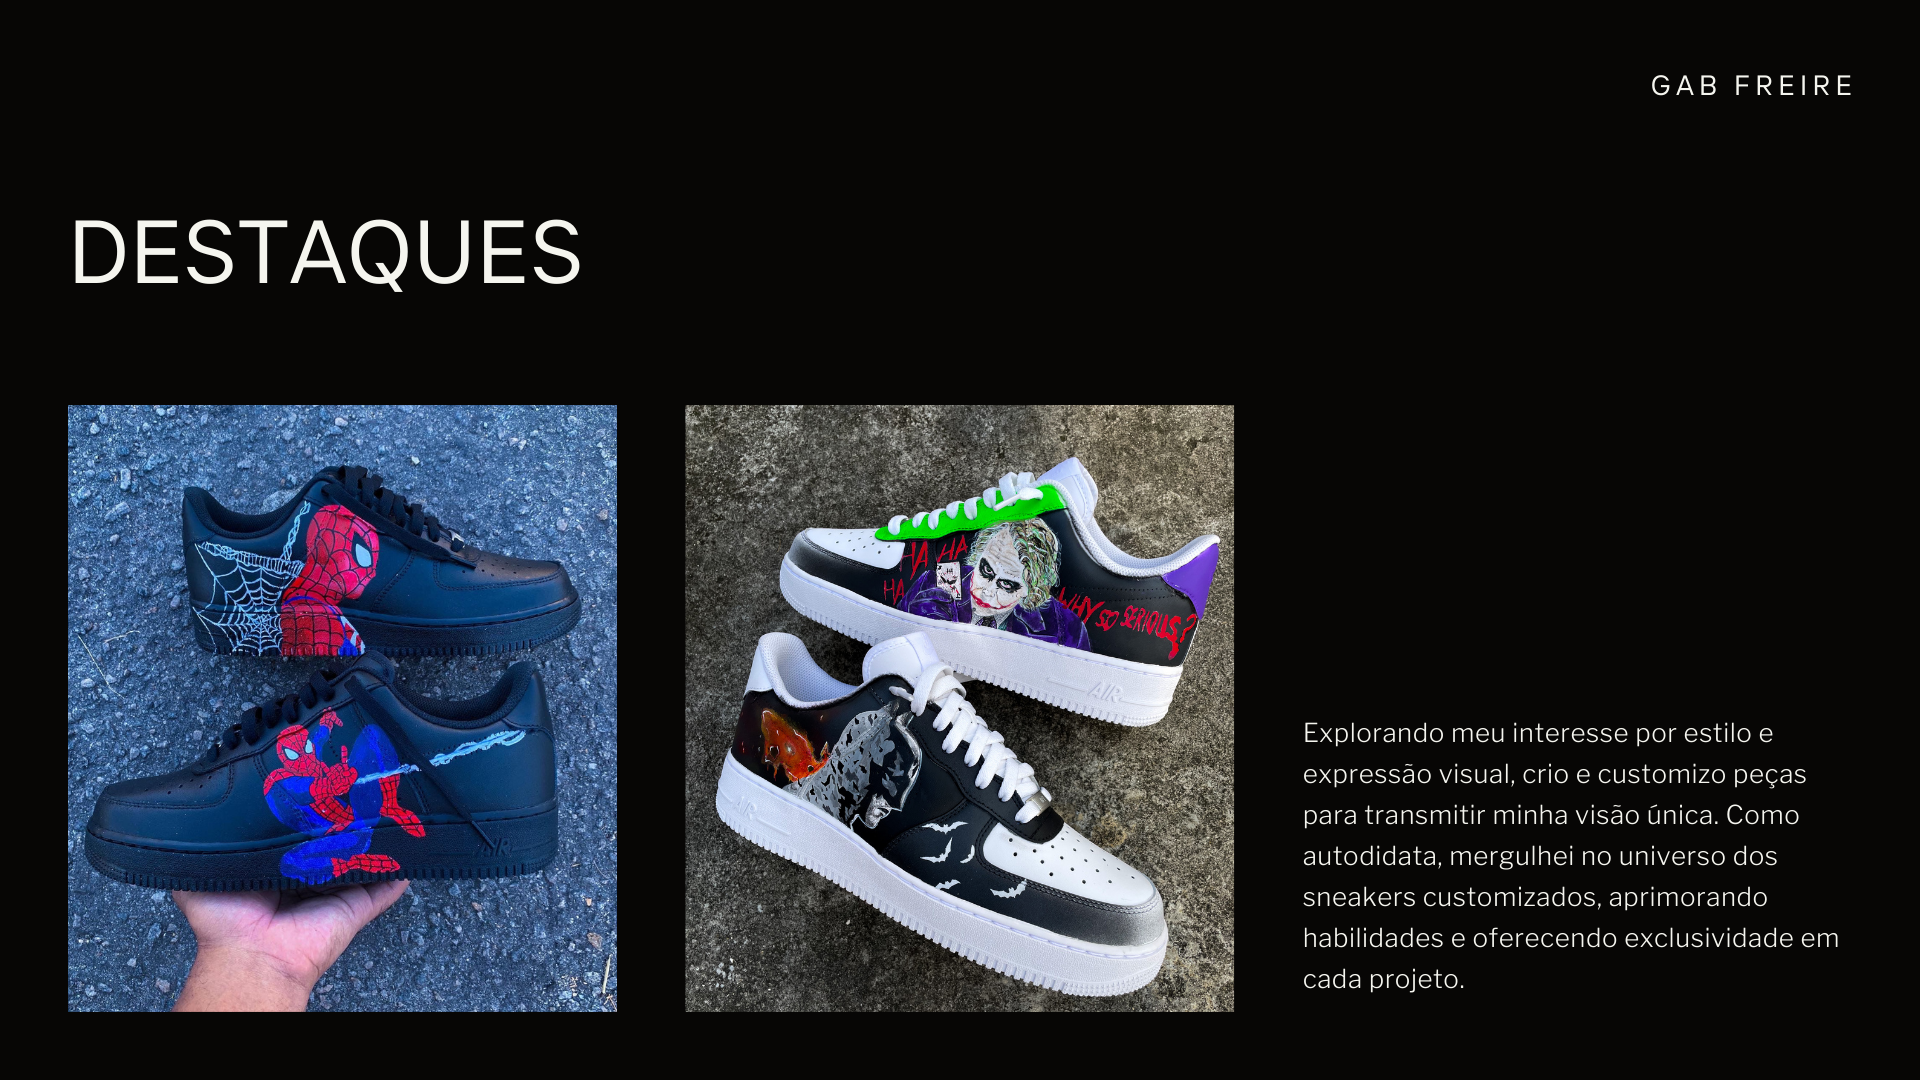 GAB FREIRE
DESTAQUES
HA HA
HA
WHY SO SERIOUS?
AIR
AIR
Explorando meu interesse por estilo e
expressão visual, crio e customizo peças
para transmitir minha visão única. Como
autodidata, mergulhei no universo dos
sneakers customizados, aprimorando
habilidades e oferecendo exclusividade em
cada projeto.